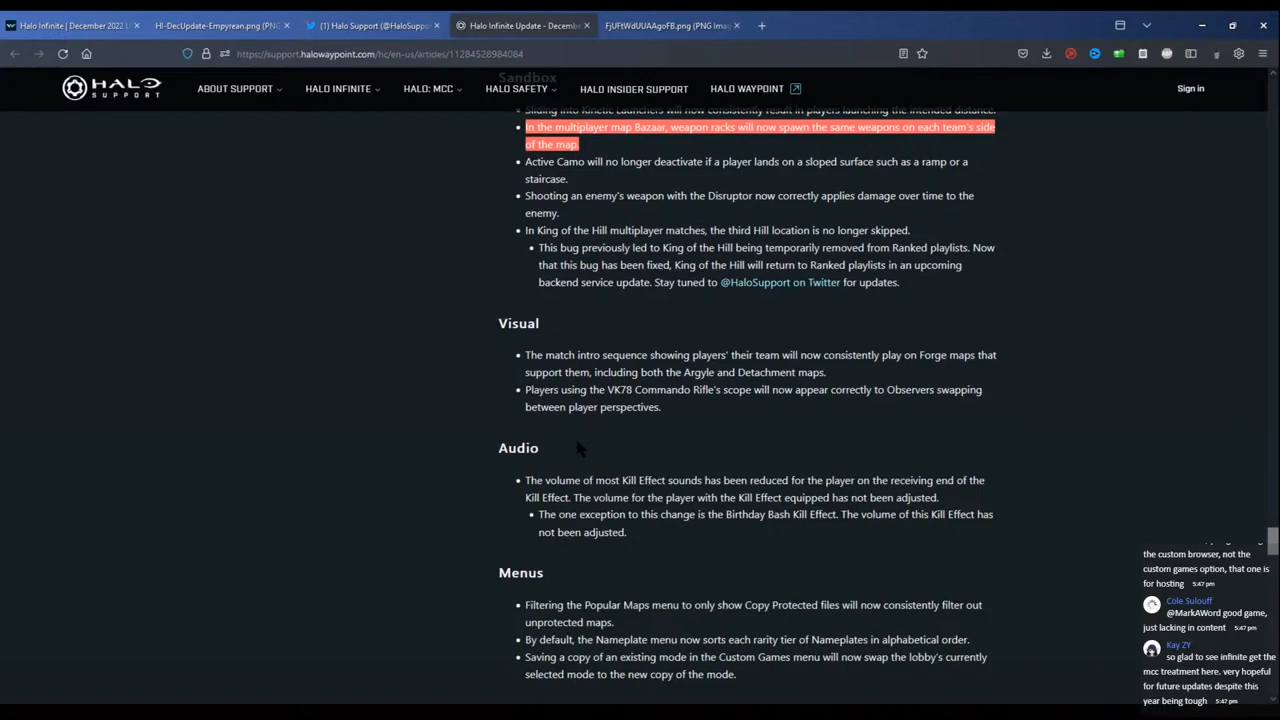 Halo Infinite | December 2022 U
HI-DecUpdate-Empyrean.png (PNG
(1) Halo Support (@HaloSuppo
Halo Infinite Update - Decembe
FjUFtWdUUAAgoFB.png (PNG Imag
https://support.halowaypoint.com/hc/en-us/articles/11284528984084
HALO
SUPPORT
ABOUT SUPPORT
HALO INFINITE
HALO: MCC
HALO SAFETY
HALO INSIDER SUPPORT
HALO WAYPOINT
Sign in
Sandbox
Sliding into Kinetic Launchers will now consistently result in players launching the intended distance.
In the multiplayer map Bazaar, weapon racks will now spawn the same weapons on each team's side
of the map.
Active Camo will no longer deactivate if a player lands on a sloped surface such as a ramp or a
staircase.
Shooting an enemy's weapon with the Disruptor now correctly applies damage over time to the
enemy.
In King of the Hill multiplayer matches, the third Hill location is no longer skipped.
This bug previously led to King of the Hill being temporarily removed from Ranked playlists. Now
that this bug has been fixed, King of the Hill will return to Ranked playlists in an upcoming
backend service update. Stay tuned to @HaloSupport on Twitter for updates.
Visual
The match intro sequence showing players' their team will now consistently play on Forge maps that
support them, including both the Argyle and Detachment maps.
Players using the VK78 Commando Rifle's scope will now appear correctly to Observers swapping
between player perspectives.
Audio
The volume of most Kill Effect sounds has been reduced for the player on the receiving end of the
Kill Effect. The volume for the player with the Kill Effect equipped has not been adjusted.
The one exception to this change is the Birthday Bash Kill Effect. The volume of this Kill Effect has
not been adjusted.
Menus
Filtering the Popular Maps menu to only show Copy Protected files will now consistently filter out
unprotected maps.
By default, the Nameplate menu now sorts each rarity tier of Nameplates in alphabetical order.
Saving a copy of an existing mode in the Custom Games menu will now swap the lobby's currently
selected mode to the new copy of the mode.
the custom browser, not the
custom games option, that one is
for hosting 5:47 pm
Cole Sulouff
@MarkAWord good game,
just lacking in content 5:47 pm
Kay ZY
so glad to see infinite get the
mcc treatment here. very hopeful
for future updates despite this
year being tough 5:47 pm